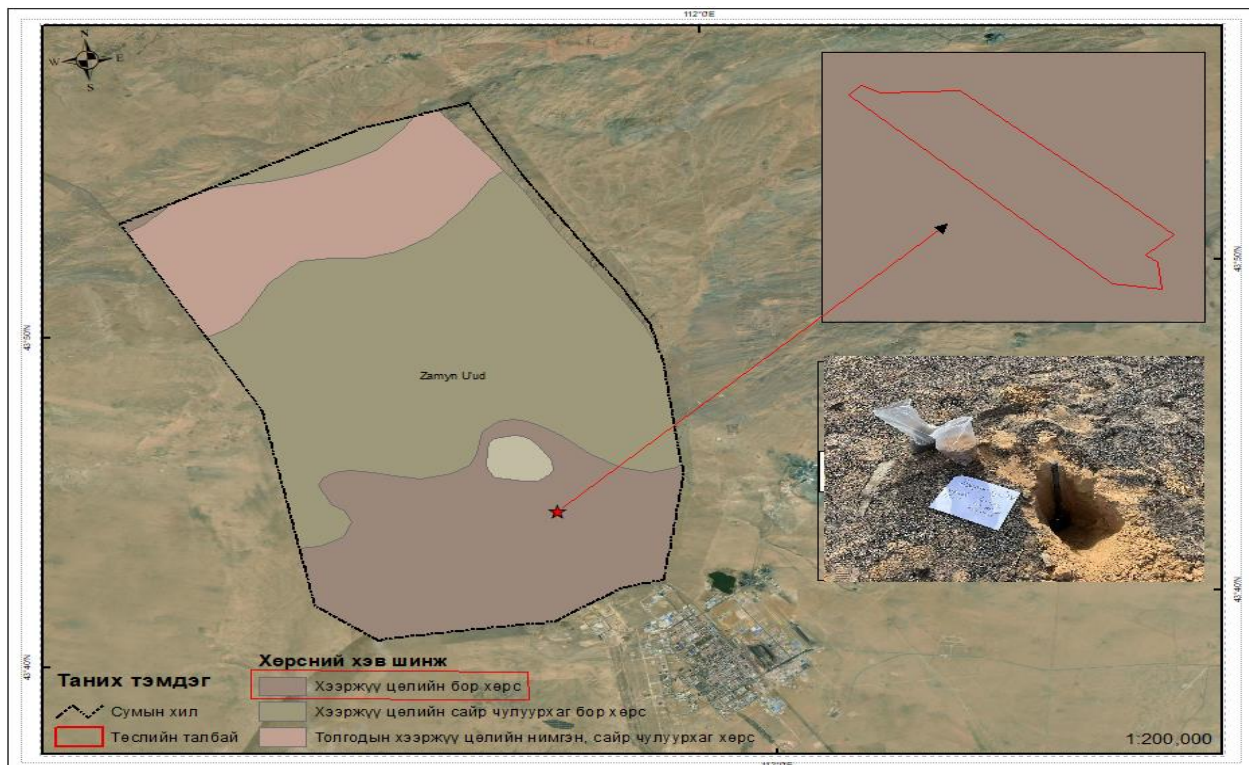 112°0'E
N
W E
S
43°50'N
43°50'N
Zamyn U'ud
43°40'N
43°40'N
Таних тэмдэг
Сумын хил
Төслийн талбай
Хөрсний хэв шинж
Хээржүү цөлийн бор хөрс
Хээржүү цөлийн сайр чулуурхаг бор хөрс
Толгодын хээржүү цөлийн нимгэн, сайр чулуурхаг хөрс
1:200,000
112°0'E